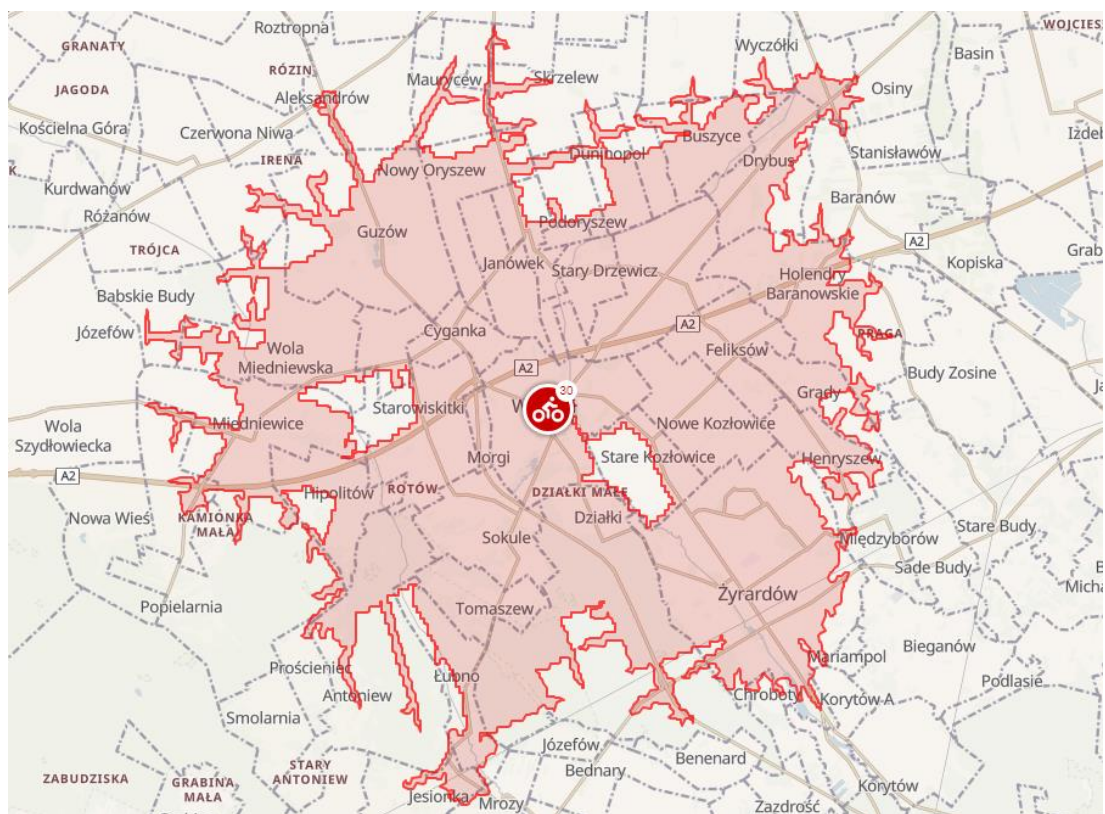 Roztropna
GRANATY
WOJCIES
Wyczółki
Basin
RÓZIN
JAGODA
Maurycew
Skrzelew
Osiny
Aleksandrów
Kościelna Góra
Czerwona Niwa
Buszyce
Izdeb
IRENA
Duninopol
Drybus
Stanisławów
K
Nowy Oryszew
Kurdwanów
Baranów
Różanów
Podoryszew
Guzów
A2
TRÓJCA
Grab
Janówek
Stary Drzewicz
Kopiska
Holendry
Baranowskie
Babskie Budy
A2
Józefów
Cyganka
PRAGA
Wola
Miedniewska
Feliksów
A2
Budy Zosine
Ja
30
Grady
Starowiskitki
W
Miedniewice
Nowe Kozłowice
Wola
Szydłowiecka
Morgi
Stare Kozłowice
Henryszew
A2
Hipolitów
ROTÓW
DZIAŁKI MAŁE
Nowa Wieś
KAMIONKA
MAŁA
Działki
Stare Budy
Sokule
Międzyborów
Sade Budy
B
Micha
Popielarnia
Tomaszew
Żyrardów
Bieganów
Mariampol
Prościeniec
Łubno
Podlasie
Antoniew
Chroboty
Korytów A
Smolarnia
Józefów
Benenard
STARY
ANTONIEW
Bednary
ZABUDZISKA
GRABINA
MAŁA
Korytów
Jesionka
Mrozy
Zazdrość